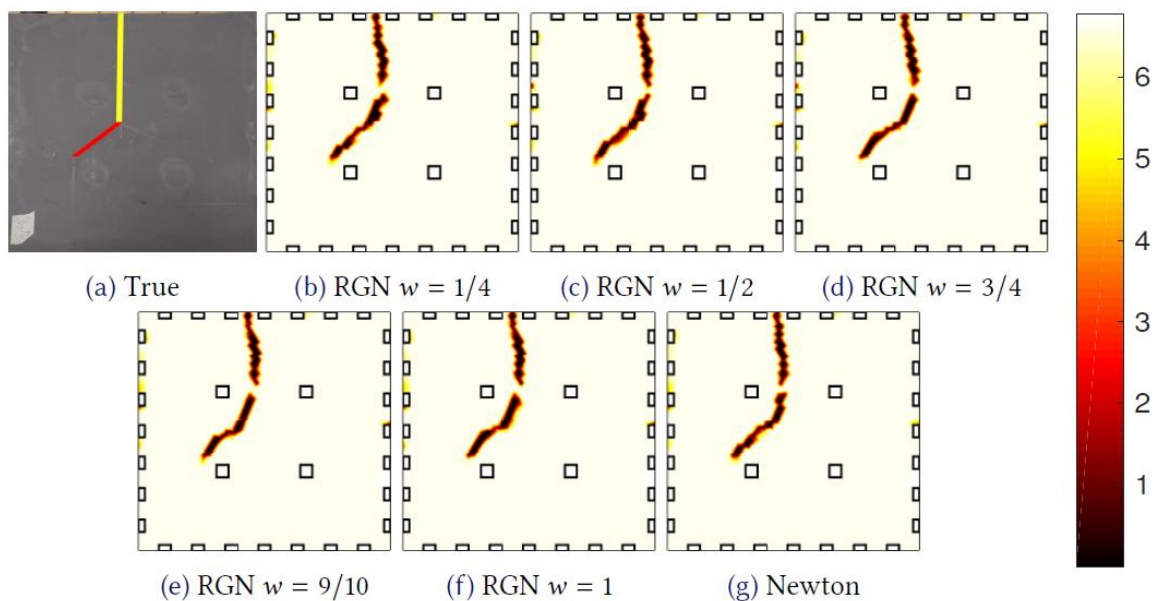 (a) True
(b) RGN w = 1/4
(c) RGN w = 1/2
(d) RGN w = 3/4
(e) RGN w = 9/10
(f) RGN w = 1
(g) Newton
6
5
4
3
2
1